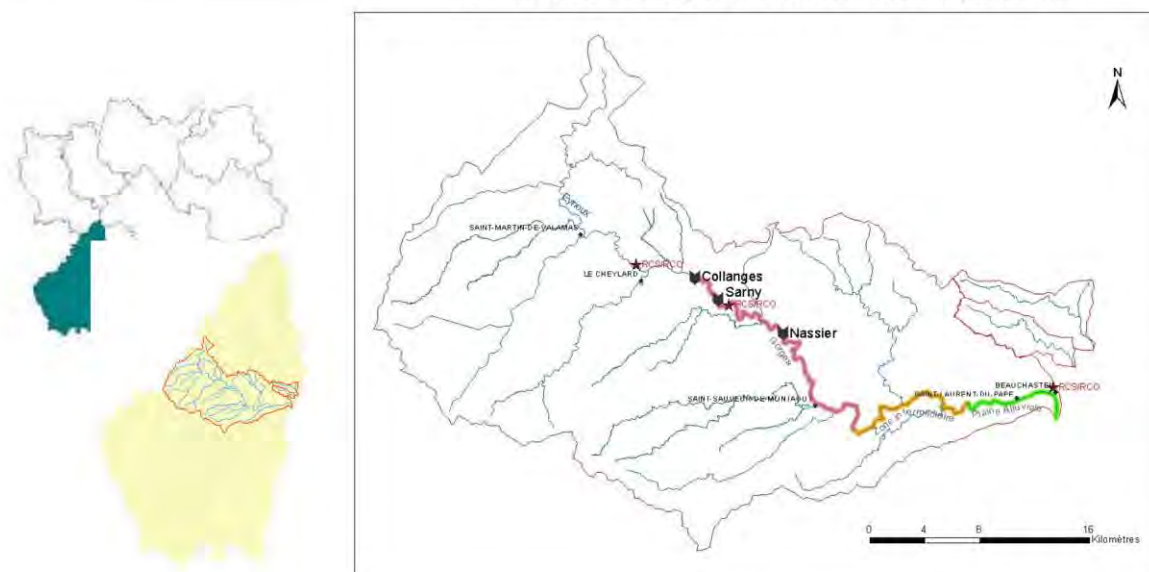 N
Eyrieux
SAINT-MARTIN-DE-VALAMAS
RCS/RCO
LE CHEYLARD
Collanges
Sarny
RCS/RCO
Nassier
Gorges
BEAUCHASTEL
RCS/RCO
SAINT-LAURENT-DU-PAPE
SAINT-SAUVEUR-DE-MONTAGU
Zone intermédiaire
Plaine Alluviale
0 4 8 16
Kilomètres